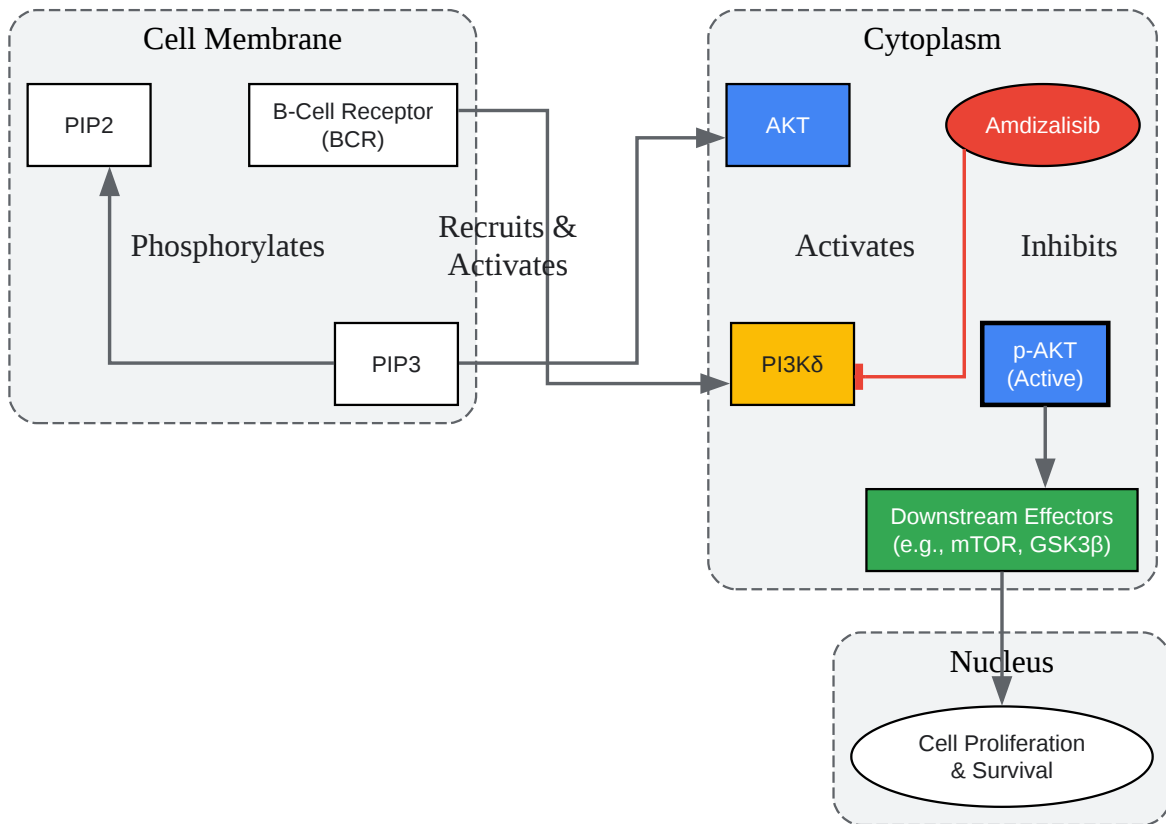 Cell Membrane
PIP2
B-Cell Receptor
(BCR)
Phosphorylates
Recruits &
Activates
PIP3
Cytoplasm
AKT
Amdizalisib
Activates
Inhibits
PI3Kδ
p-AKT
(Active)
Downstream Effectors
(e.g., mTOR, GSK3β)
Nucleus
Cell Proliferation
& Survival